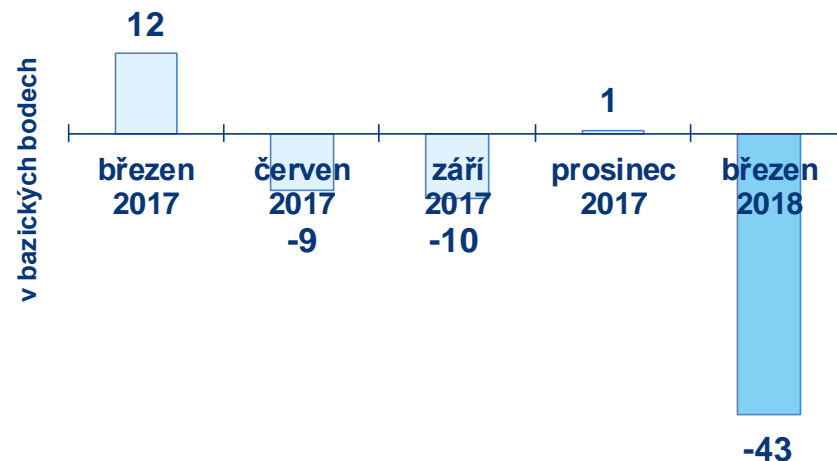 12
v bazických bodech
1
březen
2017
červen
2017
září
2017
prosinec
2017
březen
2018
-9
-10
-43